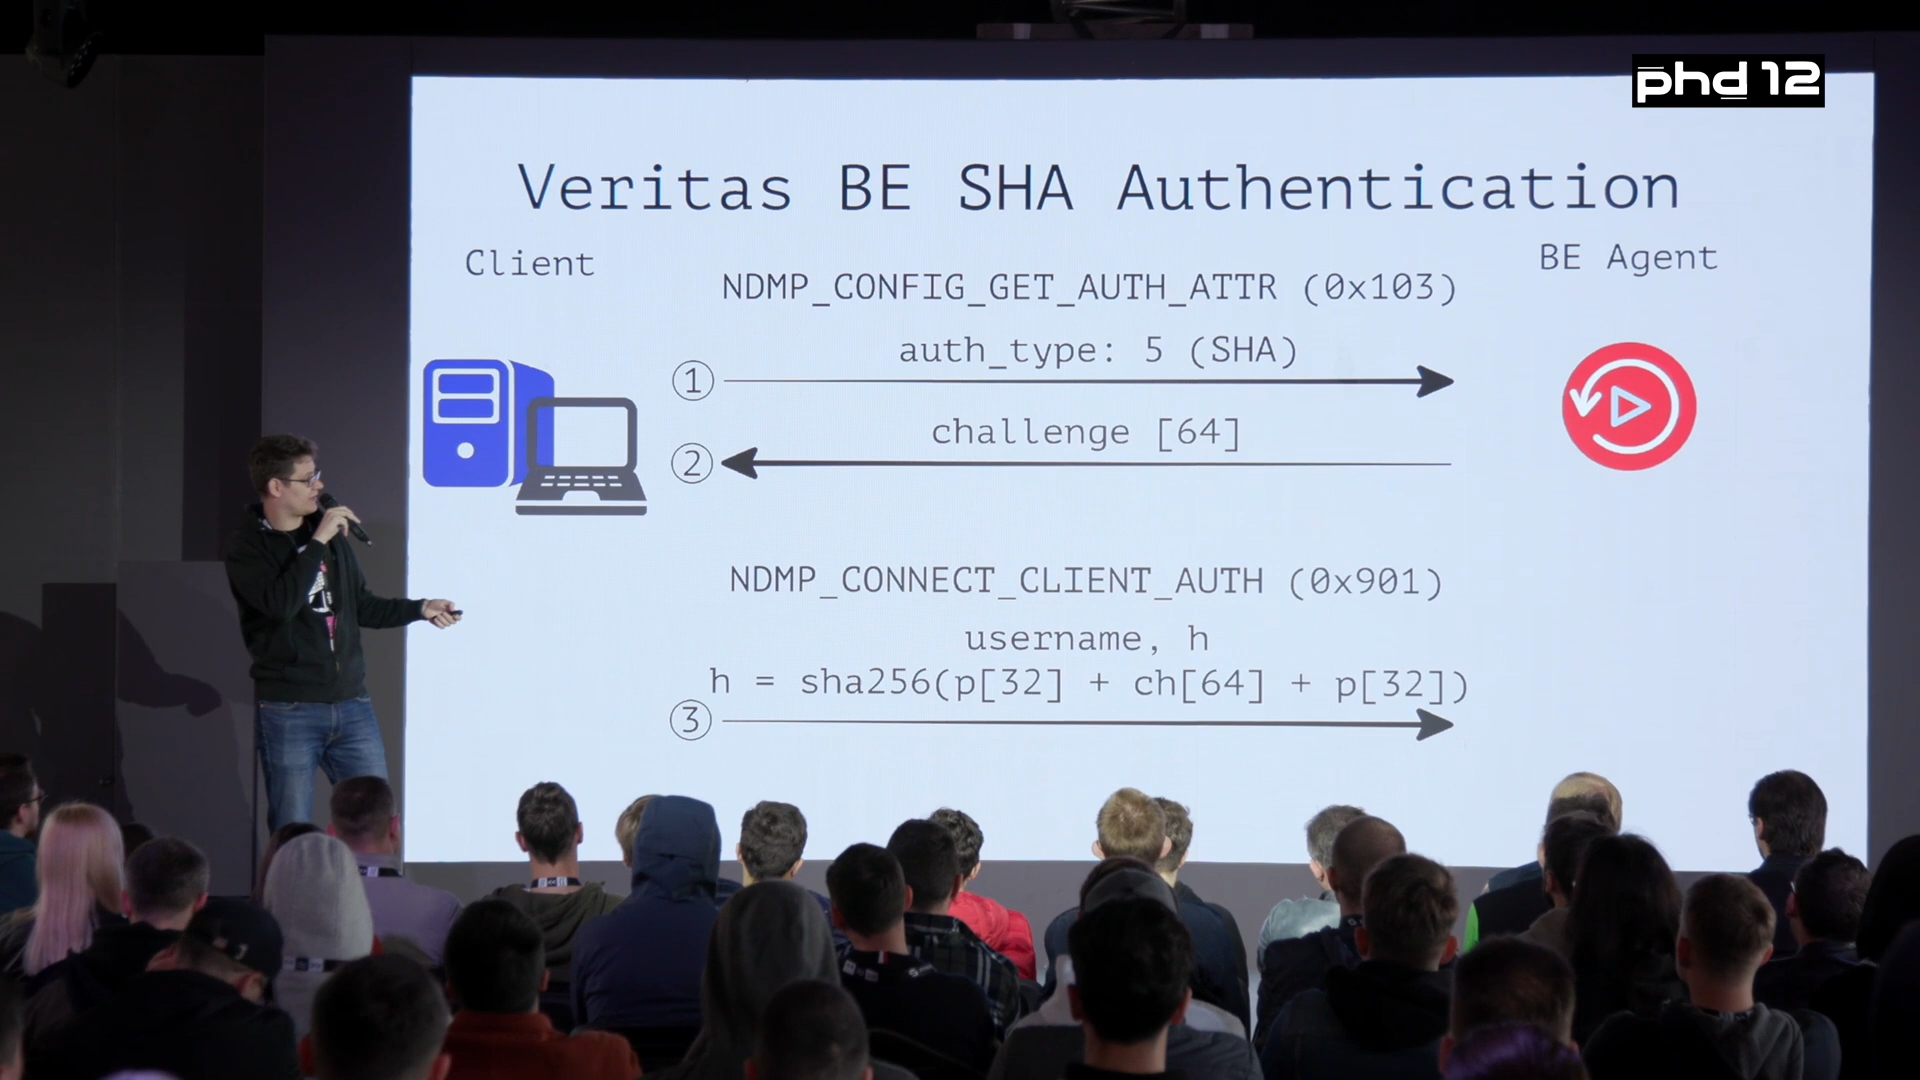 phd 12
Veritas BE SHA Authentication
Client
BE Agent
NDMP_CONFIG_GET_AUTH_ATTR (0x103)
auth_type: 5 (SHA)
1
challenge [64]
2
NDMP_CONNECT_CLIENT_AUTH (0x901)
username, h
h = sha256(p[32] + ch[64] + p[32])
3